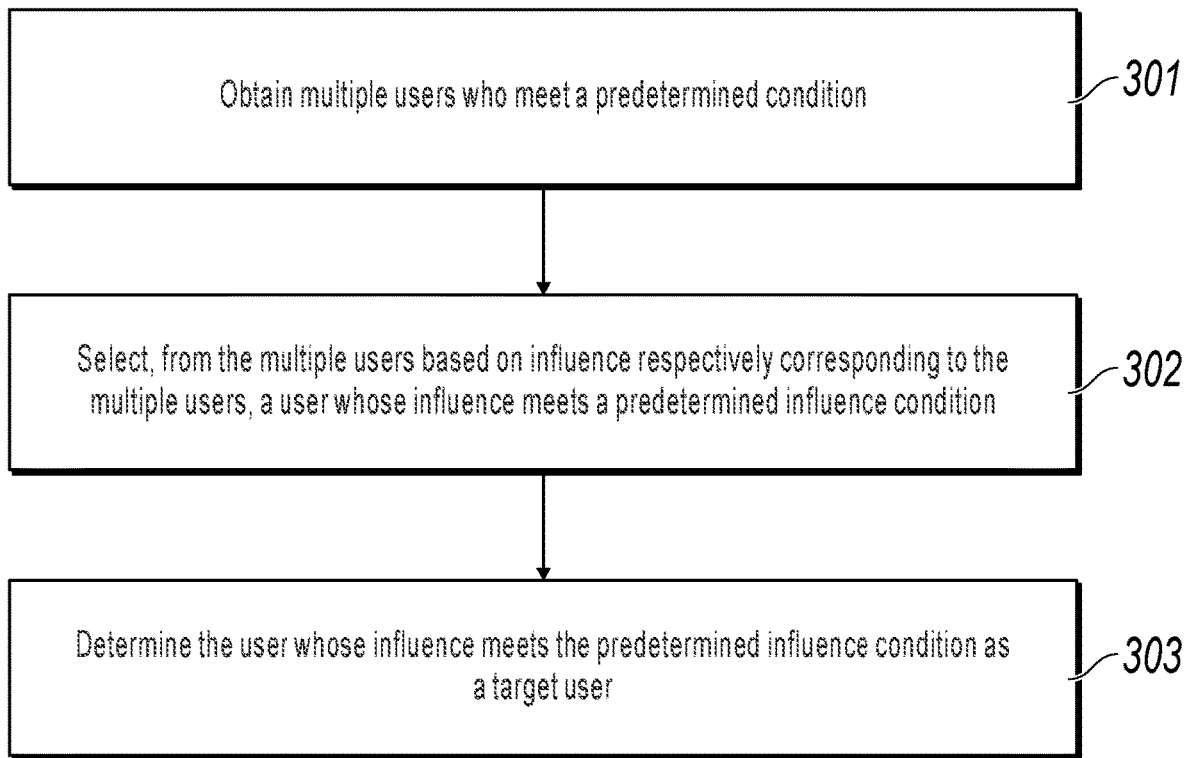 Obtain multiple users who meet a predetermined condition
301
Select, from the multiple users based on influence respectively corresponding to the
multiple users, a user whose influence meets a predetermined influence condition
302
Determine the user whose influence meets the predetermined influence condition as
a target user
303